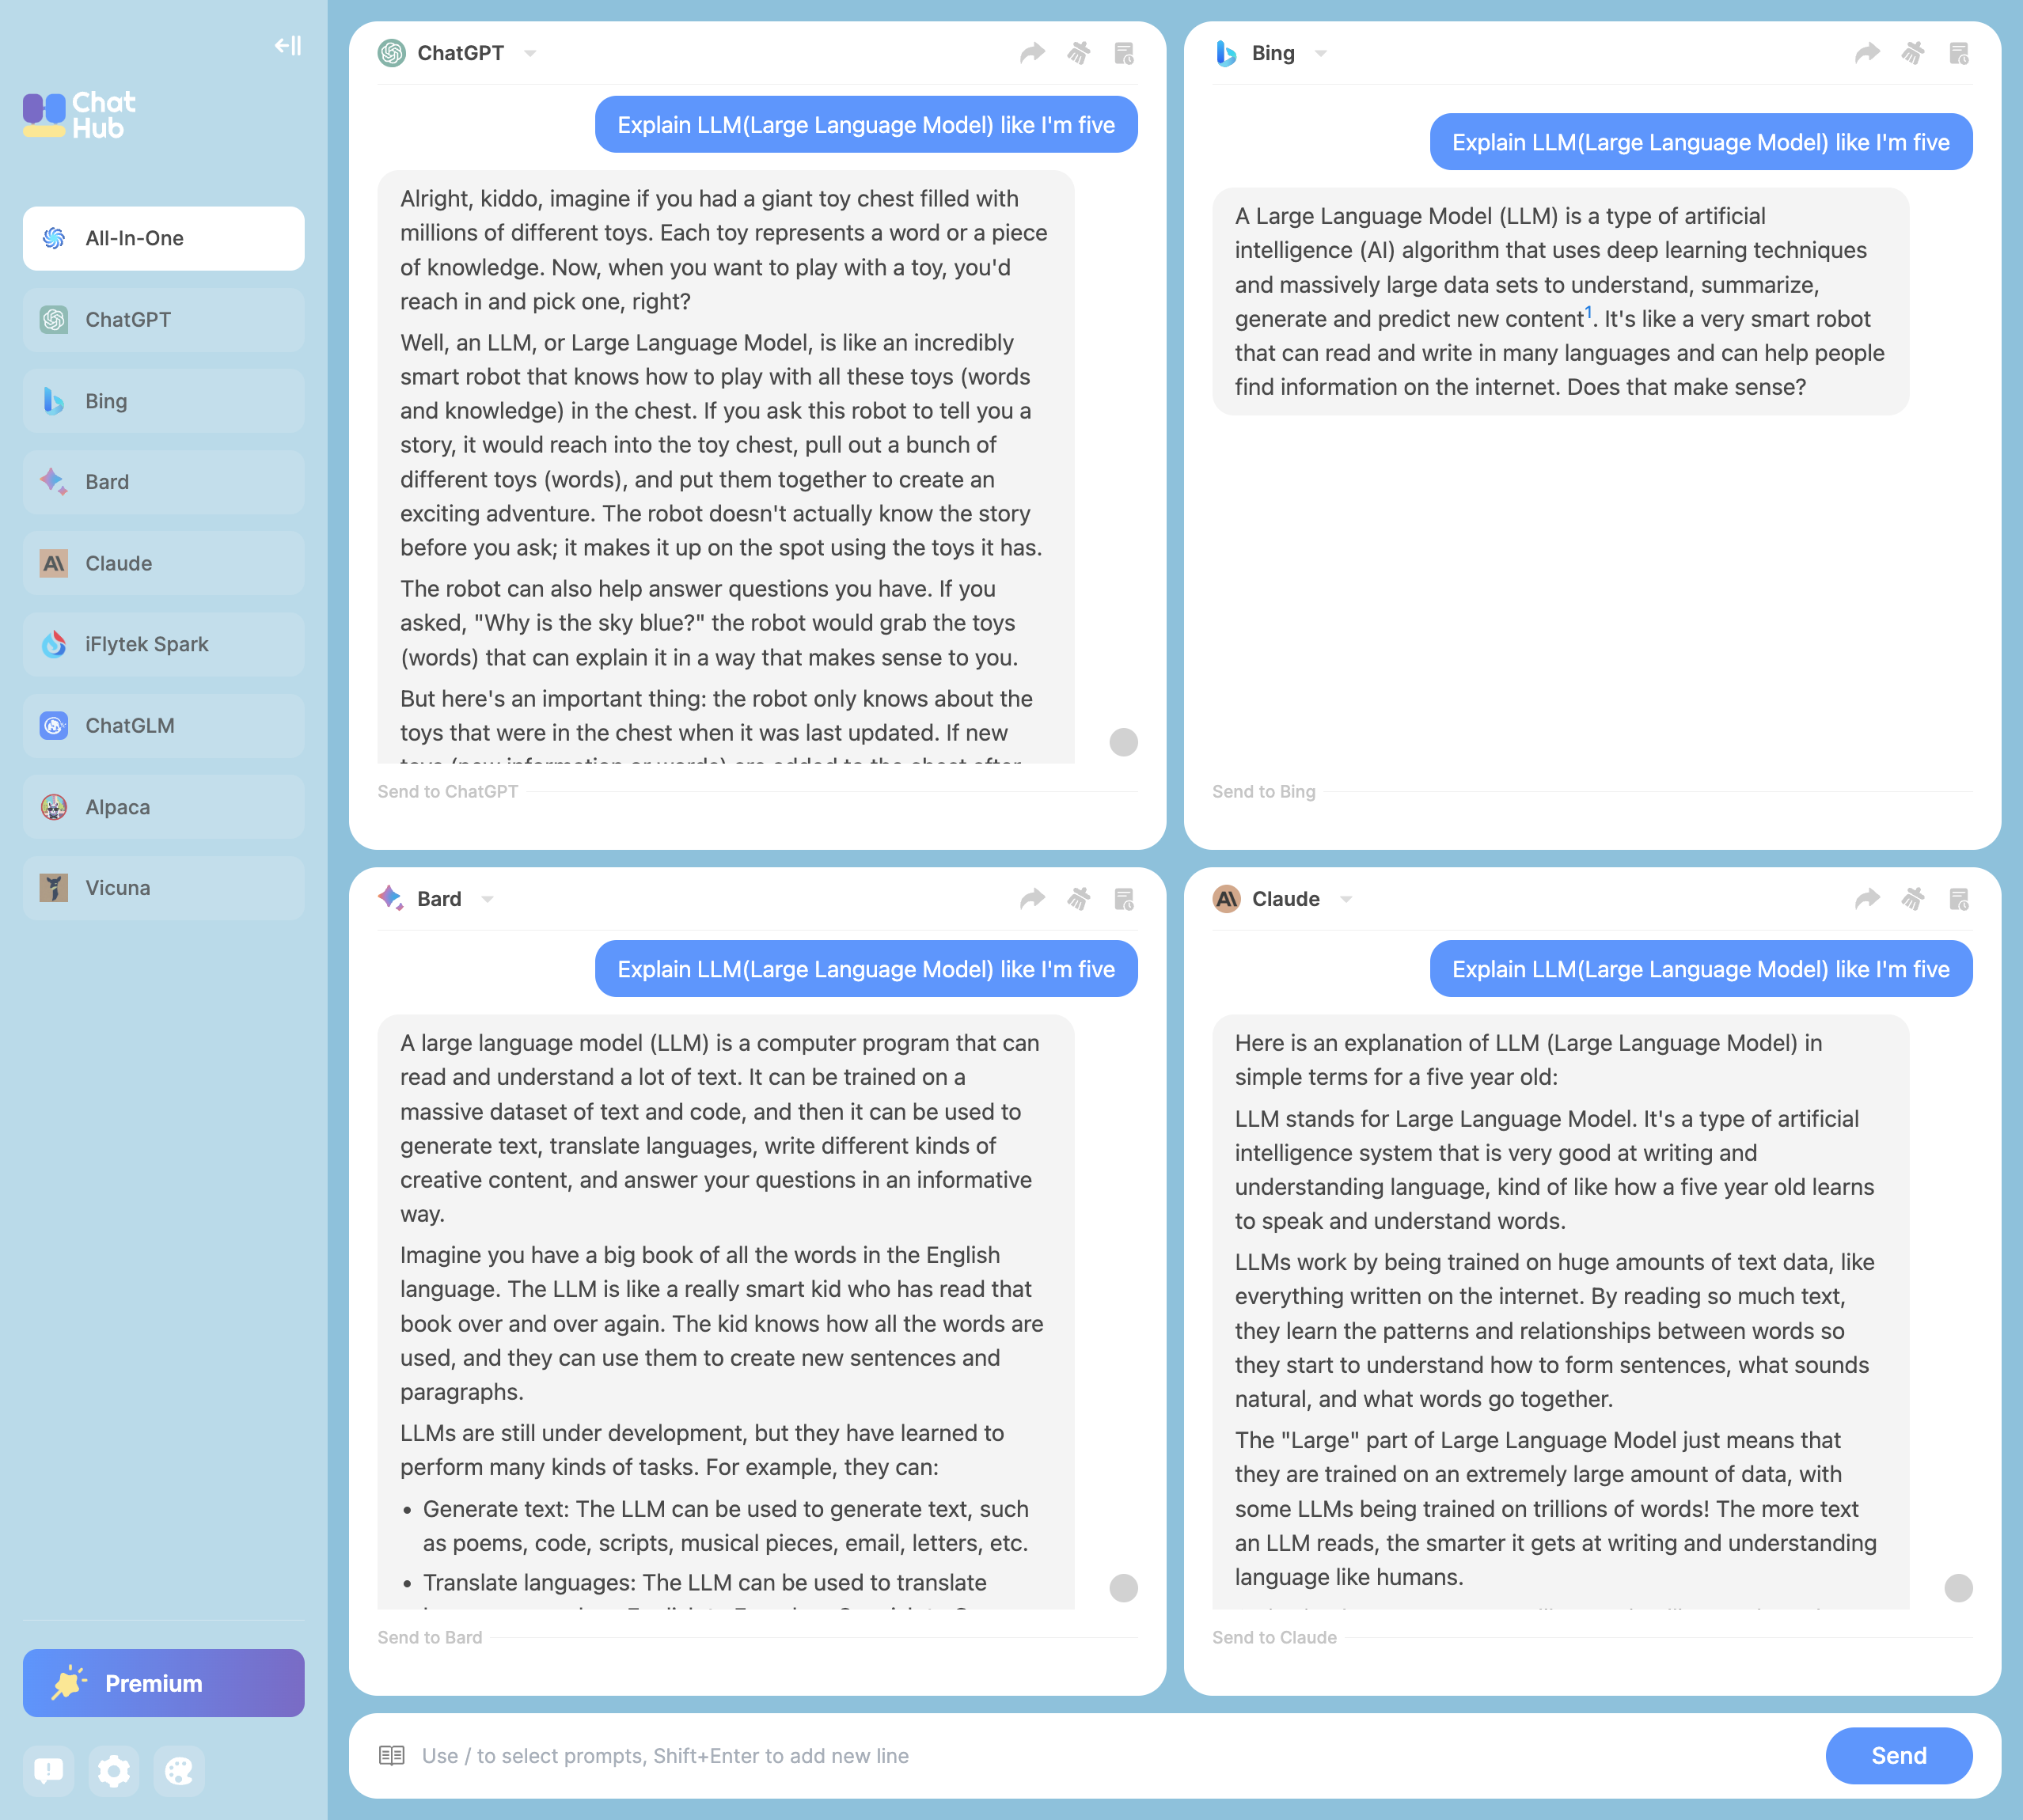 Chat
Hub
All-In-One
ChatGPT
Bing
Bard
Claude
iFlytek Spark
ChatGLM
Alpaca
Vicuna
Premium
ChatGPT
Explain LLM(Large Language Model) like I'm five
Alright, kiddo, imagine if you had a giant toy chest filled with
millions of different toys. Each toy represents a word or a piece
of knowledge. Now, when you want to play with a toy, you'd
reach in and pick one, right?
Well, an LLM, or Large Language Model, is like an incredibly
smart robot that knows how to play with all these toys (words
and knowledge) in the chest. If you ask this robot to tell you a
story, it would reach into the toy chest, pull out a bunch of
different toys (words), and put them together to create an
exciting adventure. The robot doesn't actually know the story
before you ask; it makes it up on the spot using the toys it has.
The robot can also help answer questions you have. If you
asked, "Why is the sky blue?" the robot would grab the toys
(words) that can explain it in a way that makes sense to you.
But here's an important thing: the robot only knows about the
toys that were in the chest when it was last updated. If new
toys (new information or words) are added to the chest after
Send to ChatGPT
Bing
Explain LLM(Large Language Model) like I'm five
A Large Language Model (LLM) is a type of artificial
intelligence (AI) algorithm that uses deep learning techniques
and massively large data sets to understand, summarize,
generate and predict new content1. It's like a very smart robot
that can read and write in many languages and can help people
find information on the internet. Does that make sense?
Send to Bing
Bard
Explain LLM(Large Language Model) like I'm five
A large language model (LLM) is a computer program that can
read and understand a lot of text. It can be trained on a
massive dataset of text and code, and then it can be used to
generate text, translate languages, write different kinds of
creative content, and answer your questions in an informative
way.
Imagine you have a big book of all the words in the English
language. The LLM is like a really smart kid who has read that
book over and over again. The kid knows how all the words are
used, and they can use them to create new sentences and
paragraphs.
LLMs are still under development, but they have learned to
perform many kinds of tasks. For example, they can:
• Generate text: The LLM can be used to generate text, such
as poems, code, scripts, musical pieces, email, letters, etc.
• Translate languages: The LLM can be used to translate
Send to Bard
Claude
Explain LLM(Large Language Model) like I'm five
Here is an explanation of LLM (Large Language Model) in
simple terms for a five year old:
LLM stands for Large Language Model. It's a type of artificial
intelligence system that is very good at writing and
understanding language, kind of like how a five year old learns
to speak and understand words.
LLMs work by being trained on huge amounts of text data, like
everything written on the internet. By reading so much text,
they learn the patterns and relationships between words so
they start to understand how to form sentences, what sounds
natural, and what words go together.
The "Large" part of Large Language Model just means that
they are trained on an extremely large amount of data, with
some LLMs being trained on trillions of words! The more text
an LLM reads, the smarter it gets at writing and understanding
language like humans.
Send to Claude
Use / to select prompts, Shift+Enter to add new line
Send